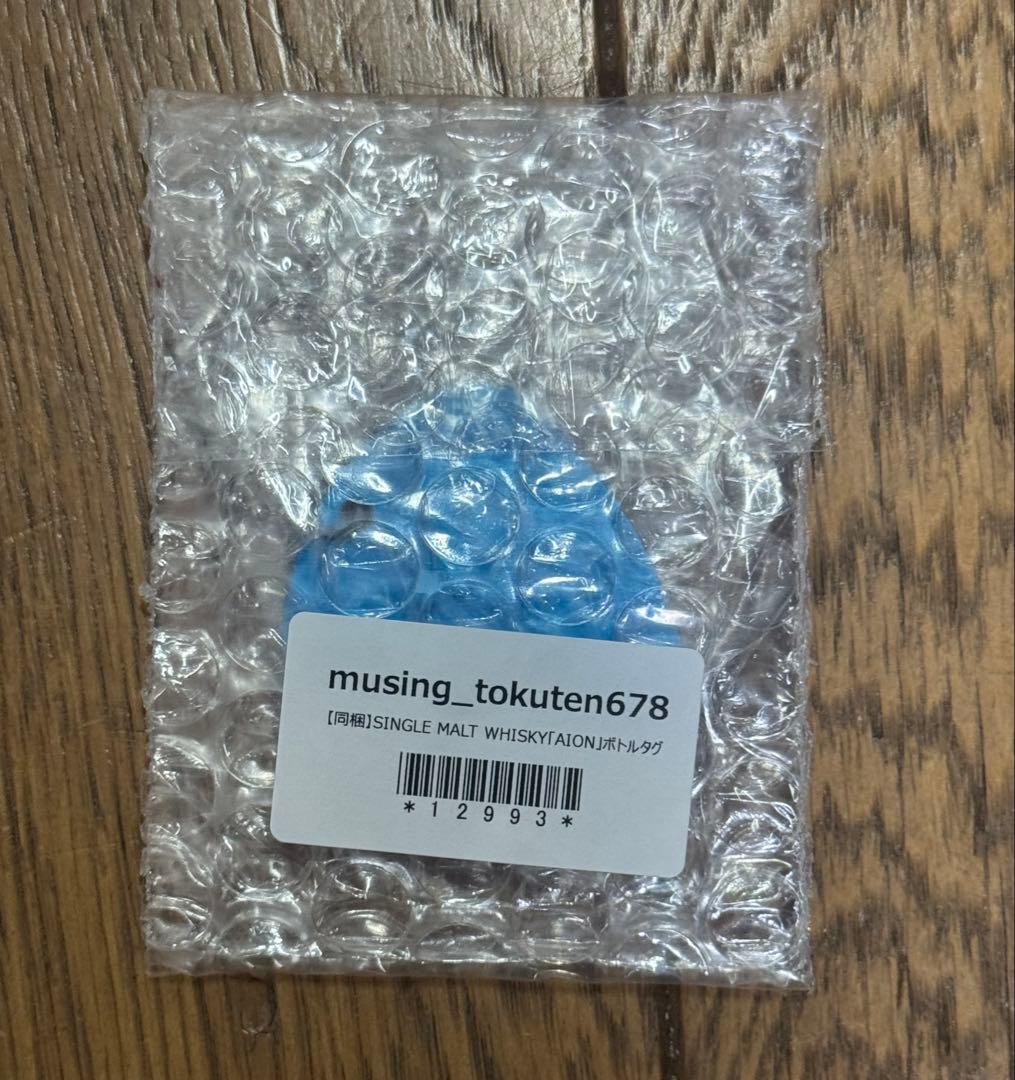 musing_tokuten678
【同梱】SINGLE MALT WHISKY「AION」ボトルタグ
*12993*